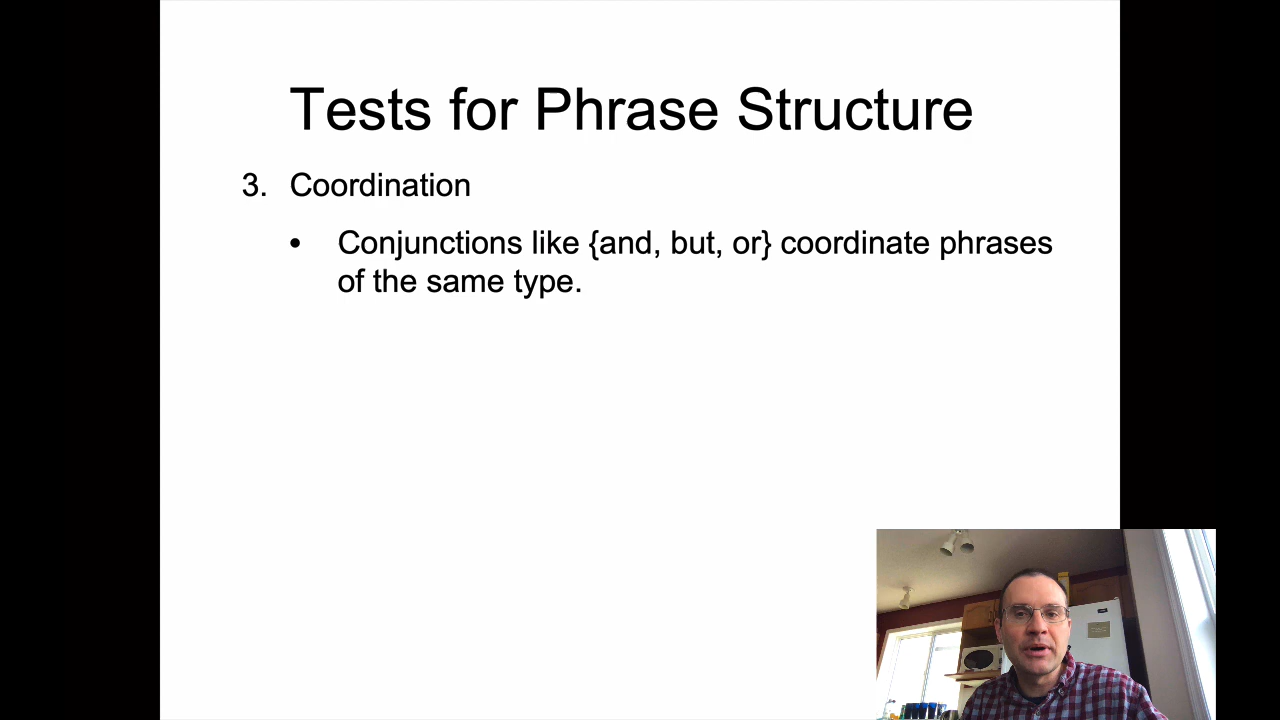 Tests for Phrase Structure
3. Coordination
• Conjunctions like {and, but, or} coordinate phrases
of the same type.